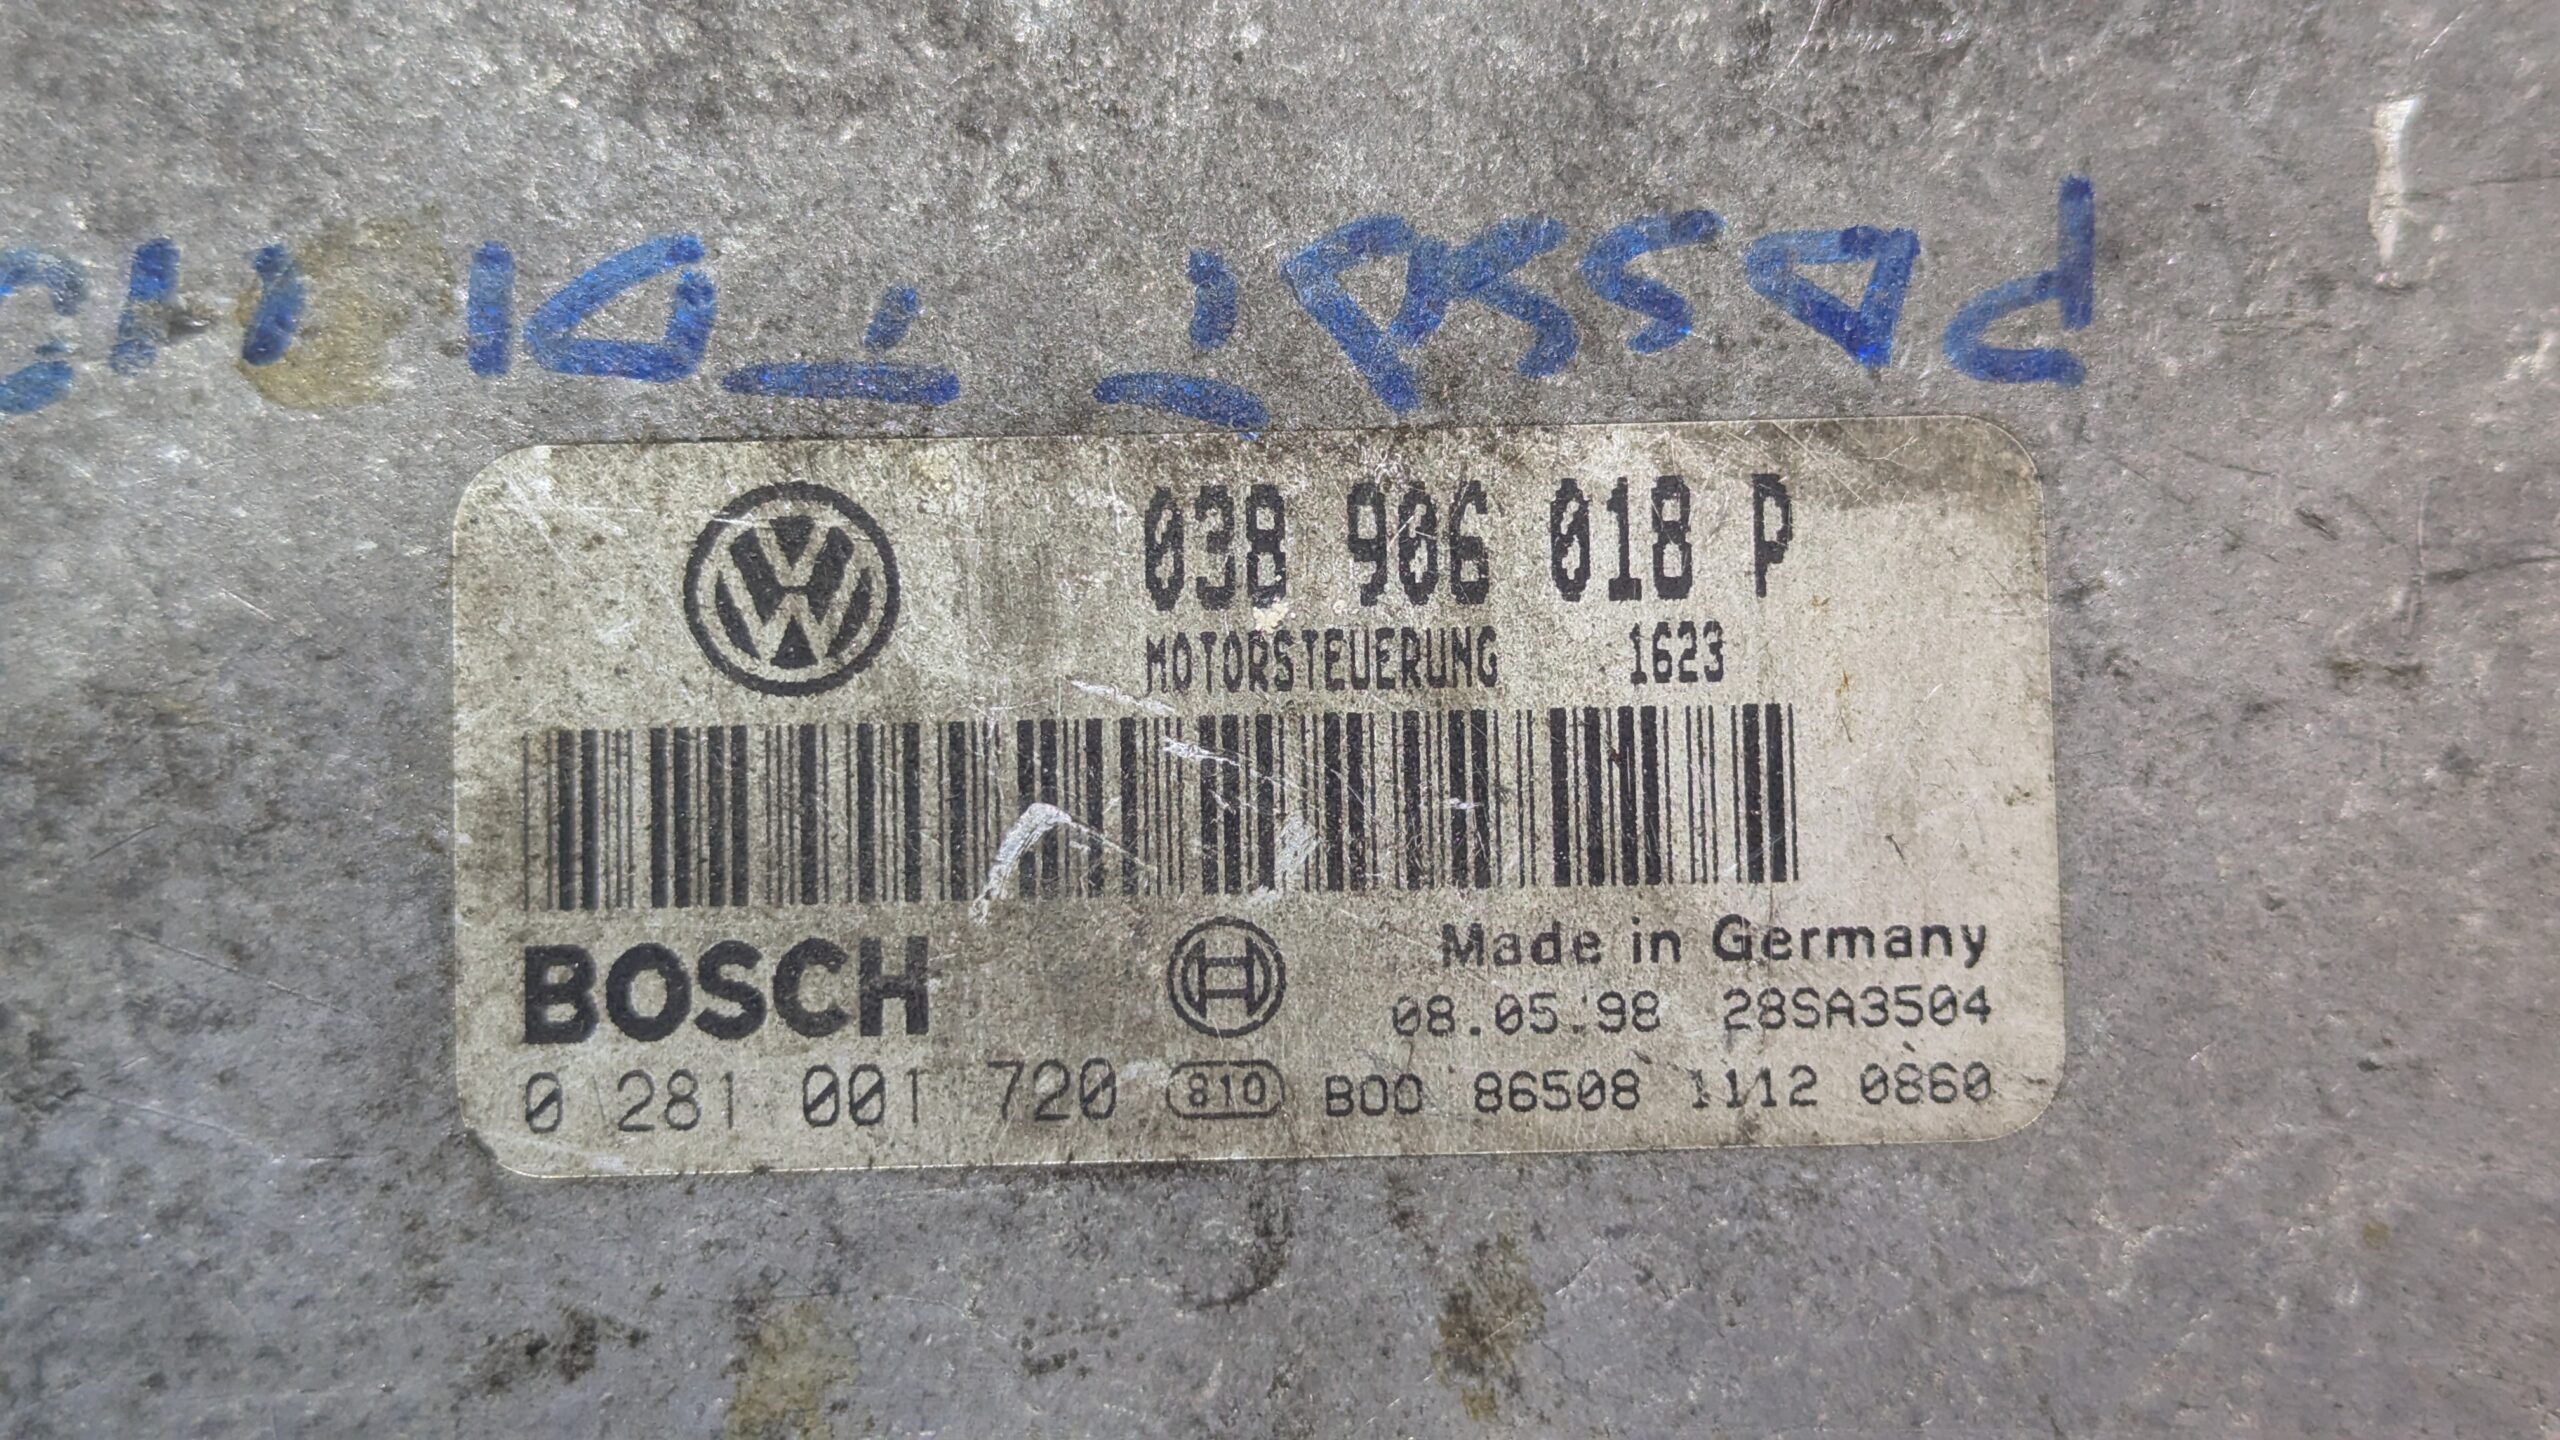 PASSAT
038 906 018 P
MOTORSTEUERUNG 1623
BOSCH
Made in Germany
08.05.98 28SA3504
0 281 001 720 810 B00 86508 1112 0860